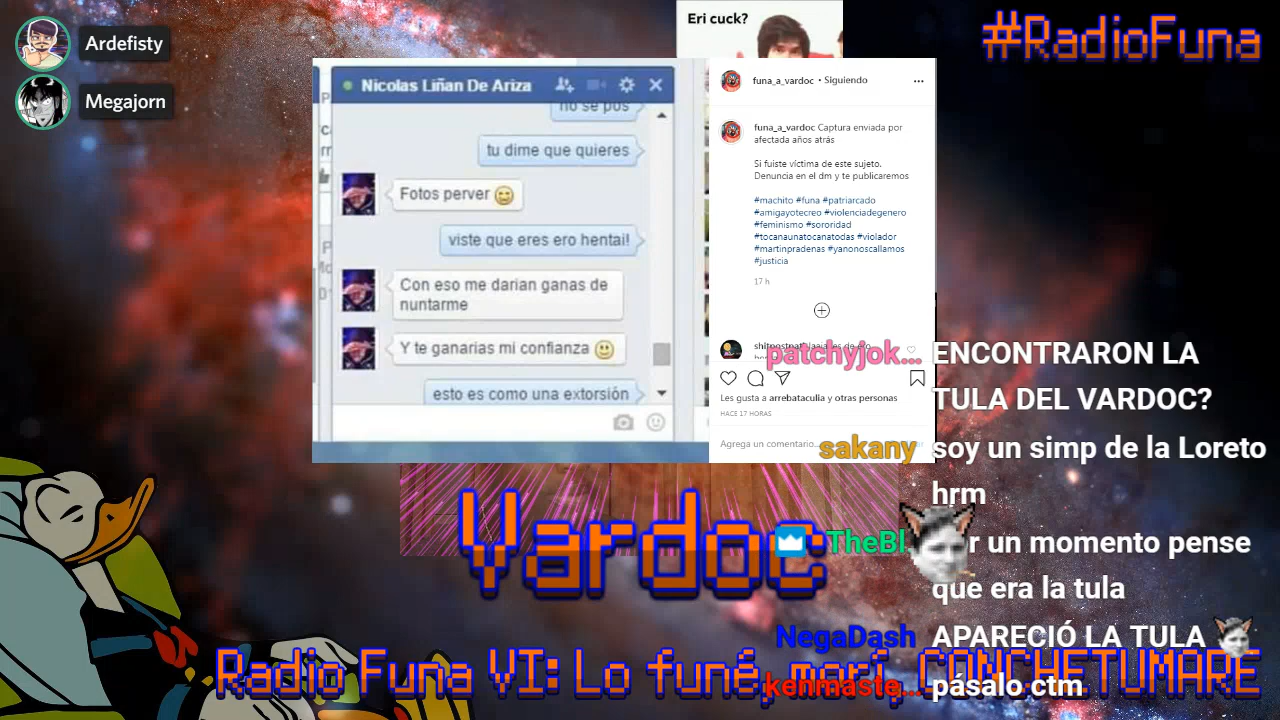 Ardefisty
Megajorn
Eri cuck?
#RadioFuna
Nicolas Liñan De Ariza
no se pos
tu dime que quieres
Fotos perver
viste que eres ero hentai!
Con eso me darian ganas de
nuntarme
Y te ganarias mi confianza
esto es como una extorsión
funa_a_vardoc • Siguiendo
funa_a_vardoc Captura enviada por
afectada años atrás
Si fuiste víctima de este sujeto.
Denuncia en el dm y te publicaremos
#machito #funa #patriarcado
#amigayotecreo #violenciadegenero
#feminismo #sororidad
#tocanaunatocanatodas #violador
#martinpradenas #yanonoscallamos
#justicia
17 h
Les gusta a arrebataculia y otras personas
HACE 17 HORAS
Agrega un comentario...
patchyjok... ENCONTRARON LA
TULA DEL VARDOC?
sakany soy un simp de la Loreto
hrm
TheBl
un momento pense
que era la tula
NegaDash APARECIÓ LA TULA
kenmaste... pásalo ctm
Vardoc
Radio Funa VI: Lo funé, morí, CONCHETUMARE